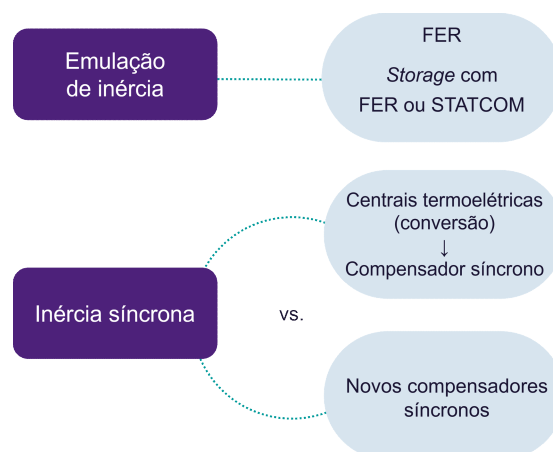 Emulação
de inércia
FER
Storage com
FER ou STATCOM
Inércia síncrona
vs.
Centrais termoelétricas
(conversão)
↓
Compensador síncrono
Novos compensadores
síncronos